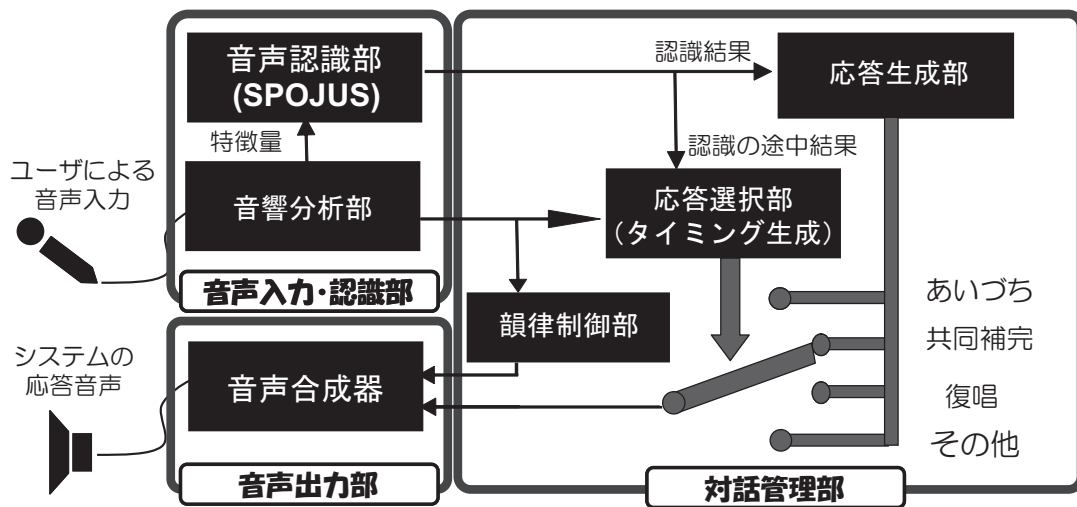 音声認識部
(SPOJUS)
認識結果
応答生成部
特徴量
認識の途中結果
ユーザによる
音声入力
音響分析部
応答選択部
(タイミング生成)
音声入力・認識部
あいづち
韻律制御部
共同補完
システムの
応答音声
音声合成器
復唱
その他
音声出力部
対話管理部